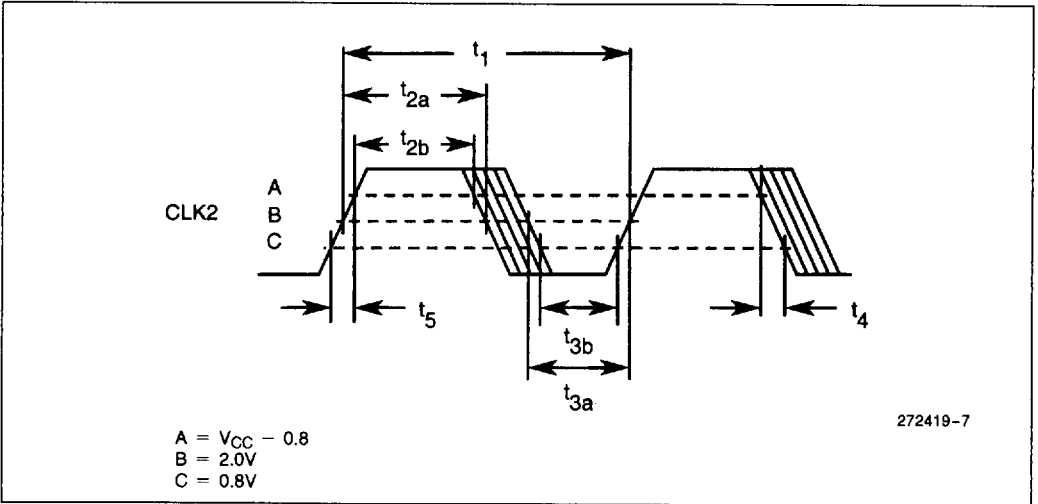 t1
t2a
t2b
A
CLK2 B
C
t5
t4
t3b
t3a
272419-7
A = VCC − 0.8
B = 2.0V
C = 0.8V